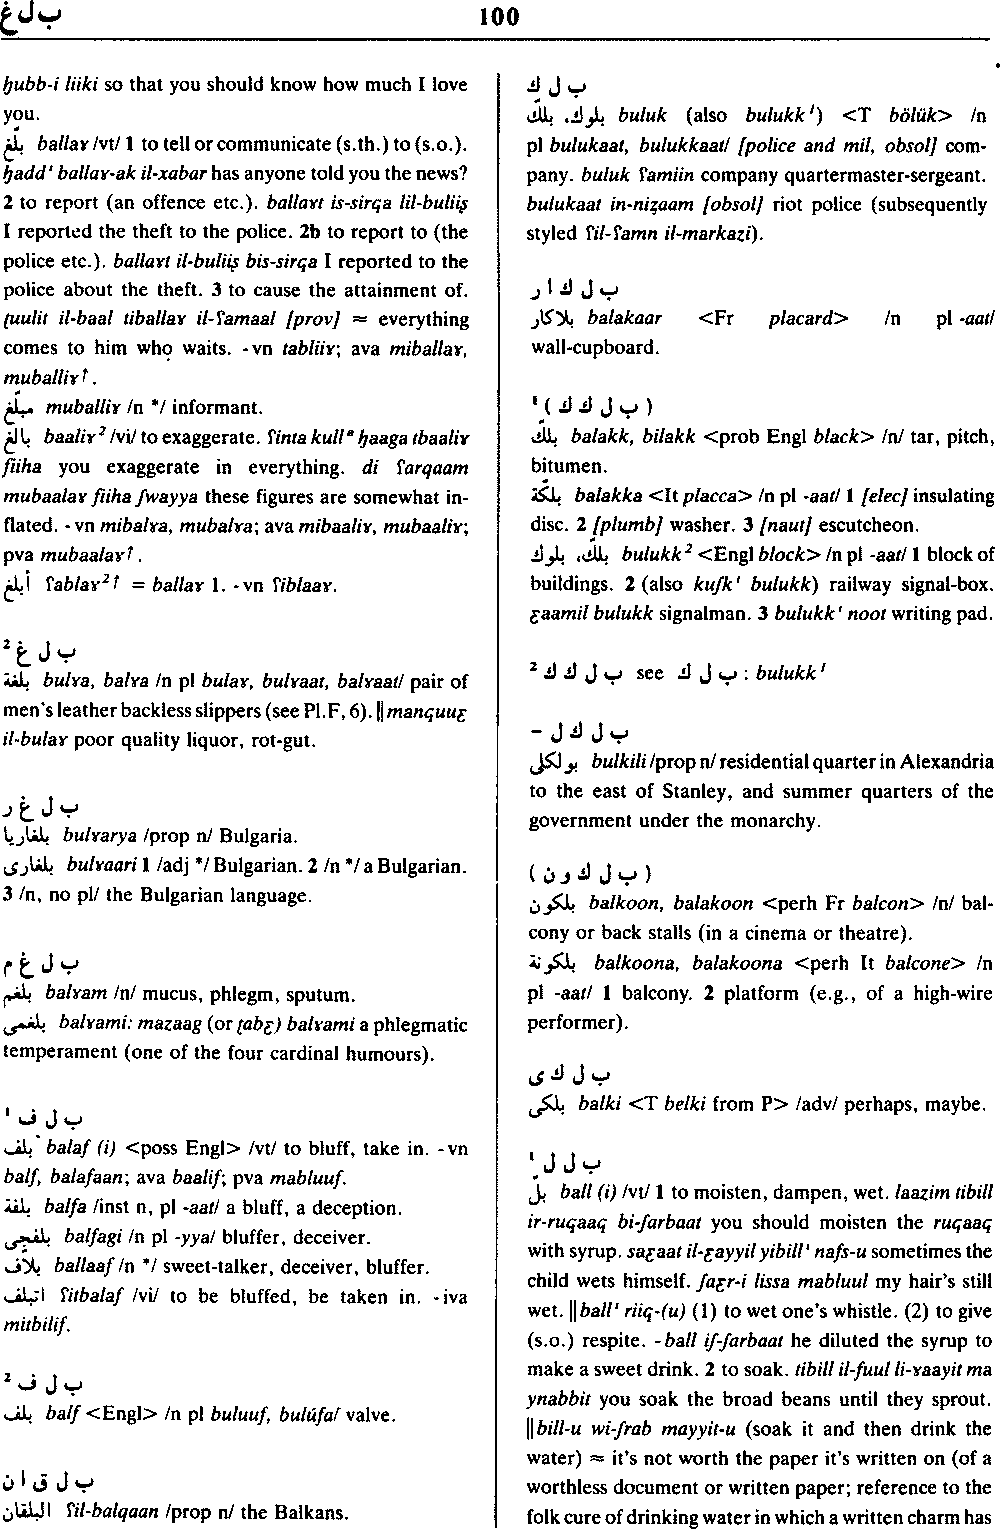 ب ل غ
100
ḥubb-i liiki so that you should know how much I love
you.
بلّغ ballaɣ /vt/ 1 to tell or communicate (s.th.) to (s.o.).
ḥaddᶦ ballaɣ-ak il-xabar has anyone told you the news?
2 to report (an offence etc.). ballaɣt is-sirqa lil-buliiṣ
I reported the theft to the police. 2b to report to (the
police etc.). ballaɣt il-buliiṣ bis-sirqa I reported to the
police about the theft. 3 to cause the attainment of.
ṭuulit il-baal tiballaɣ il-ʕamaal [prov] ≈ everything
comes to him who waits. -vn tabliiɣ; ava miballaɣ,
muballiɣ↑.
مبلّغ muballiɣ /n */ informant.
بالغ baaliɣ² /vi/ to exaggerate. ʕinta kullᵃ ḥaaga tbaaliɣ
fiiha you exaggerate in everything. di ʕarqaam
mubaalaɣ fiiha ʃwayya these figures are somewhat in-
flated. -vn mibalɣa, mubalɣa; ava mibaaliɣ, mubaaliɣ;
pva mubaalaɣ↑.
أبلغ ʕablaɣ²↑ = ballaɣ 1. -vn ʕiblaaɣ.
ب ل غ ²
بلغة bulɣa, balɣa /n pl bulaɣ, bulɣaat, balɣaat/ pair of
men's leather backless slippers (see Pl.F, 6). ‖ manquuع
il-bulaɣ poor quality liquor, rot-gut.
ب ل غ ر
بلغاريا bulɣarya /prop n/ Bulgaria.
بلغارى bulɣaari 1 /adj */ Bulgarian. 2 /n */ a Bulgarian.
3 /n, no pl/ the Bulgarian language.
ب ل غ م
بلغم balɣam /n/ mucus, phlegm, sputum.
بلغمى balɣami: mazaag (or ṭabع) balɣami a phlegmatic
temperament (one of the four cardinal humours).
ب ل ف ¹
بلف balaf (i) <poss Engl> /vt/ to bluff, take in. -vn
balf, balafaan; ava baalif; pva mabluuf.
بلفة balfa /inst n, pl -aat/ a bluff, a deception.
بلفجى balfagi /n pl -yya/ bluffer, deceiver.
بلاّف ballaaf /n */ sweet-talker, deceiver, bluffer.
اتبلف ʕitbalaf /vi/ to be bluffed, be taken in. -iva
mitbilif.
ب ل ف ²
بلف balf <Engl> /n pl buluuf, bulúfa/ valve.
ب ل ق ا ن
البلقان ʕil-balqaan /prop n/ the Balkans.
ب ل ك
بلوك، بلكّ buluk (also bulukk¹) <T bölük> /n
pl bulukaat, bulukkaat/ [police and mil, obsol] com-
pany. buluk ʕamiin company quartermaster-sergeant.
bulukaat in-niẓaam [obsol] riot police (subsequently
styled ʕil-ʕamn il-markazi).
ب ل ك ا ر
بلاكار balakaar <Fr placard> /n pl -aat/
wall-cupboard.
(ب ل ك ك) ¹
بلكّ balakk, bilakk <prob Engl black> /n/ tar, pitch,
bitumen.
بلكّة balakka <It placca> /n pl -aat/ 1 [elec] insulating
disc. 2 [plumb] washer. 3 [naut] escutcheon.
بلكّ، بلوك bulukk² <Engl block> /n pl -aat/ 1 block of
buildings. 2 (also kuʃkᶦ bulukk) railway signal-box.
عaamil bulukk signalman. 3 bulukkᶦ noot writing pad.
ب ل ك ك ² see ب ل ك : bulukk¹
ب ل ك ل -
بولكلى bulkili /prop n/ residential quarter in Alexandria
to the east of Stanley, and summer quarters of the
government under the monarchy.
(ب ل ك و ن)
بلكون balkoon, balakoon <perh Fr balcon> /n/ bal-
cony or back stalls (in a cinema or theatre).
بلكونة balkoona, balakoona <perh It balcone> /n
pl -aat/ 1 balcony. 2 platform (e.g., of a high-wire
performer).
ب ل ك ى
بلكى balki <T belki from P> /adv/ perhaps, maybe.
ب ل ل ¹
بلّ ball (i) /vt/ 1 to moisten, dampen, wet. laazim tibill
ir-ruqaaq bi-ʃarbaat you should moisten the ruqaaq
with syrup. saعaat il-عayyil yibillᶦ nafs-u sometimes the
child wets himself. ʃaعr-i lissa mabluul my hair's still
wet. ‖ ballᶦ riiq-(u) (1) to wet one's whistle. (2) to give
(s.o.) respite. -ball iʃ-ʃarbaat he diluted the syrup to
make a sweet drink. 2 to soak. tibill il-fuul li-ɣaayit ma
ynabbit you soak the broad beans until they sprout.
‖ bill-u wi-ʃrab mayyit-u (soak it and then drink the
water) ≈ it's not worth the paper it's written on (of a
worthless document or written paper; reference to the
folk cure of drinking water in which a written charm has